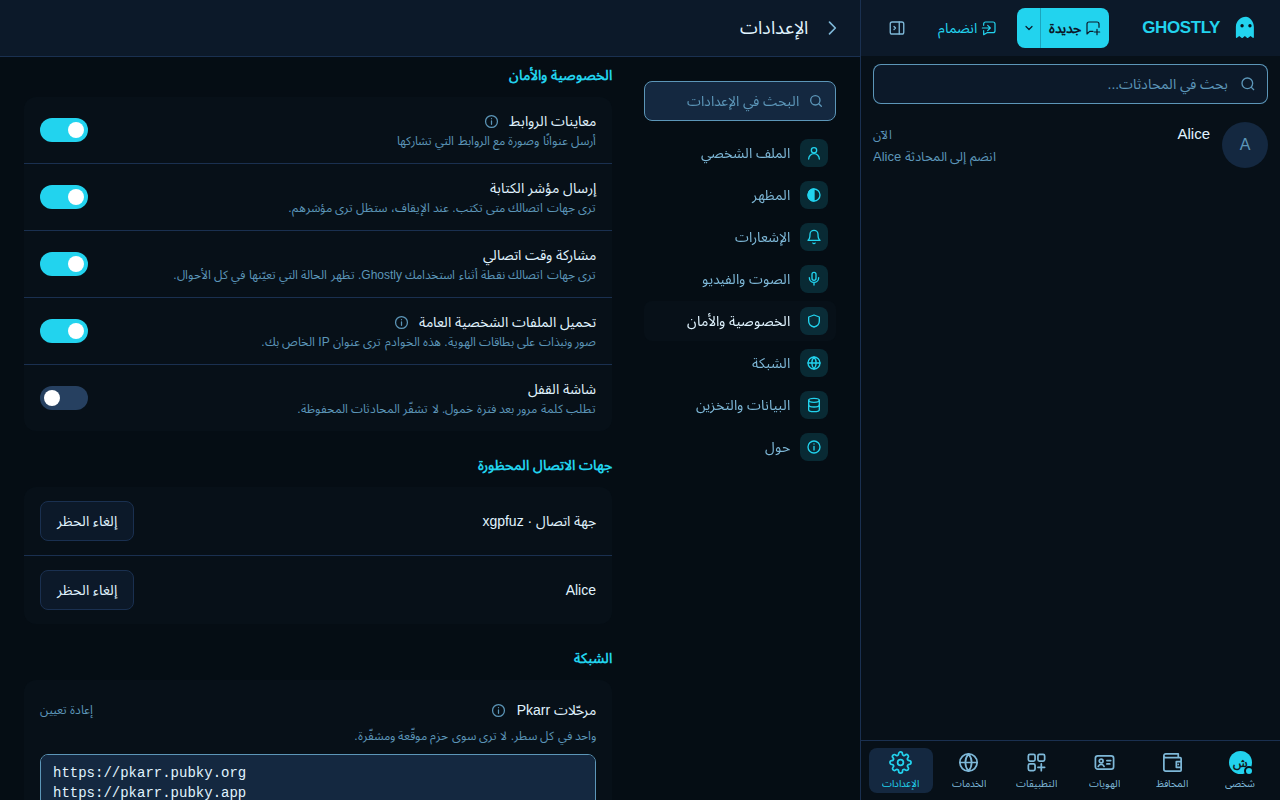 GHOSTLY
جديدة
انضمام
بحث في المحادثات...
A
Alice
الآن
انضم إلى المحادثة Alice
ش
شخصي
المحافظ
الهويات
التطبيقات
الخدمات
الإعدادات
الإعدادات
البحث في الإعدادات
الملف الشخصي
المظهر
الإشعارات
الصوت والفيديو
الخصوصية والأمان
الشبكة
البيانات والتخزين
حول
الخصوصية والأمان
معاينات الروابط
أرسل عنوانًا وصورة مع الروابط التي تشاركها
إرسال مؤشر الكتابة
ترى جهات اتصالك متى تكتب. عند الإيقاف، ستظل ترى مؤشرهم.
مشاركة وقت اتصالي
ترى جهات اتصالك نقطة أثناء استخدامك Ghostly. تظهر الحالة التي تعيّنها في كل الأحوال.
تحميل الملفات الشخصية العامة
صور ونبذات على بطاقات الهوية. هذه الخوادم ترى عنوان IP الخاص بك.
شاشة القفل
تطلب كلمة مرور بعد فترة خمول. لا تشفّر المحادثات المحفوظة.
جهات الاتصال المحظورة
جهة اتصال · xgpfuz
إلغاء الحظر
Alice
إلغاء الحظر
الشبكة
مرحّلات Pkarr
إعادة تعيين
واحد في كل سطر. لا ترى سوى حزم موقّعة ومشفّرة.
https://pkarr.pubky.org
https://pkarr.pubky.app